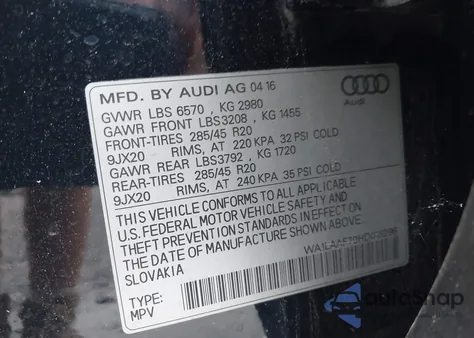 MFD. BY AUDI AG 04 16
GVWR LBS 6570 , KG 2980
GAWR FRONT LBS3208 , KG 1455
FRONT-TIRES 285/45 R20
9JX20 RIMS, AT 220 KPA 32 PSI COLD
GAWR REAR LBS3792 , KG 1720
REAR-TIRES 285/45 R20
9JX20 RIMS, AT 240 KPA 35 PSI COLD
THIS VEHICLE CONFORMS TO ALL APPLICABLE
U.S. FEDERAL MOTOR VEHICLE SAFETY AND
THEFT PREVENTION STANDARDS IN EFFECT ON
THE DATE OF MANUFACTURE SHOWN ABOVE.
SLOVAKIA
TYPE:
MPV
Audi
autoSnap